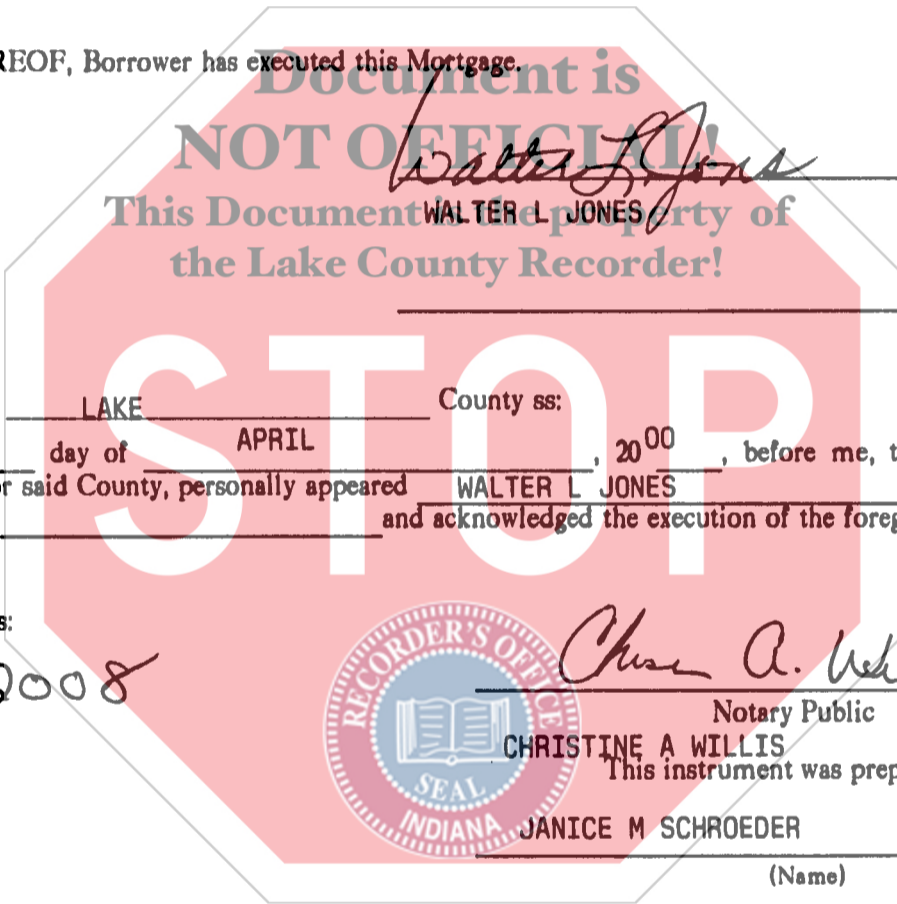 REOF, Borrower has executed this Mortgage.
Document is
NOT OFFICIAL!
Walter L Jones
This Document is the property of
WALTER L JONES
the Lake County Recorder!
STOP
LAKE County ss:
day of APRIL , 20 00 , before me, t
r said County, personally appeared WALTER L JONES
and acknowledged the execution of the foreg
s:
2008
RECORDER'S OFFICE
SEAL
INDIANA
A.
Notary Public
CHRISTINE A WILLIS
This instrument was prep
JANICE M SCHROEDER
(Name)